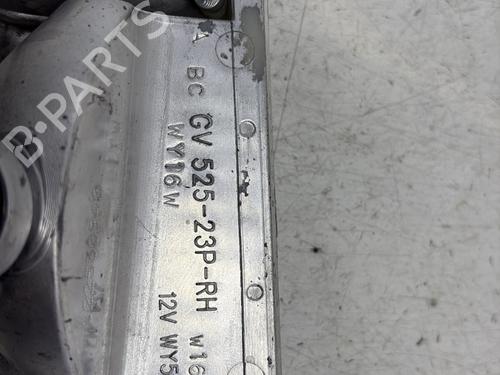 B-PARTS
A
BC GV 525-23P-RH W16
WY16W
12V WY5